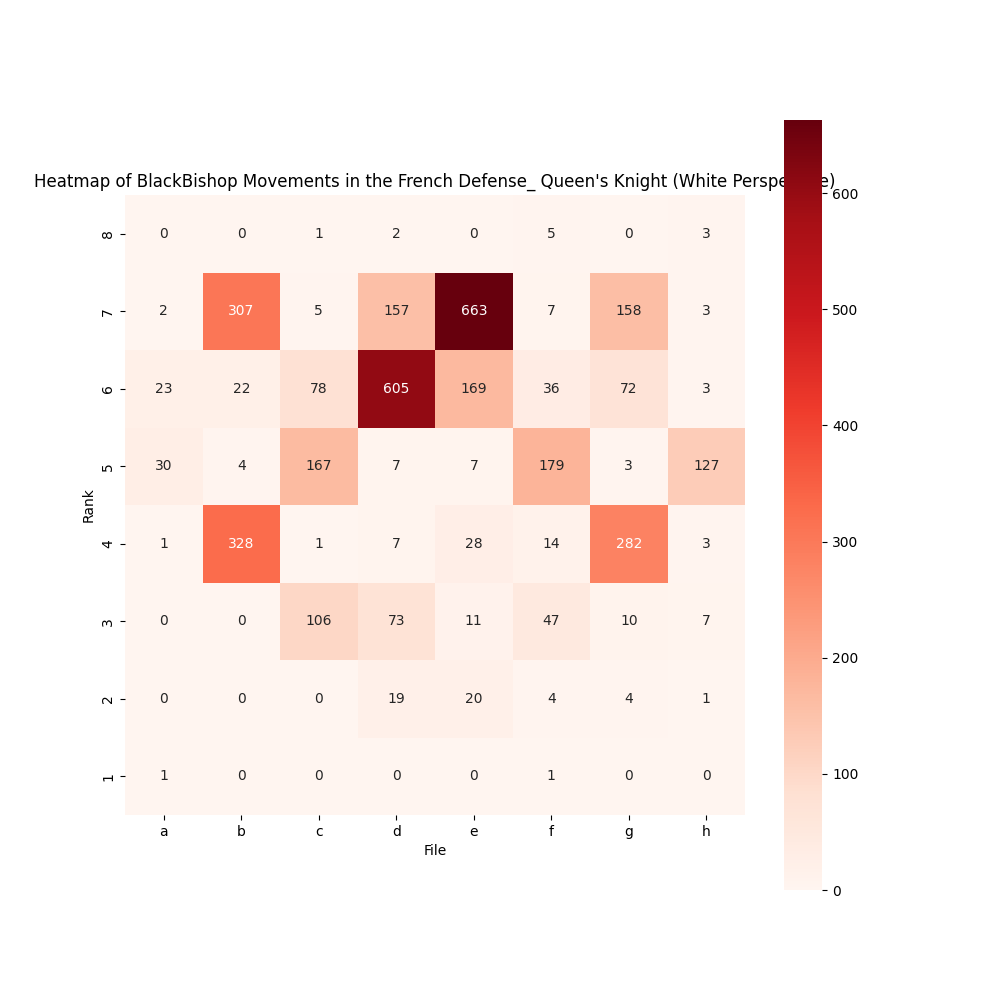 Heatmap of BlackBishop Movements in the French Defense_ Queen's Knight (White Perspe e)
8 0 0 1 2 0 5 0 3
7 2 307 5 157 663 7 158 3
6 23 22 78 605 169 36 72 3
5 30 4 167 7 7 179 3 127
4 1 328 1 7 28 14 282 3
3 0 0 106 73 11 47 10 7
2 0 0 0 19 20 4 4 1
1 1 0 0 0 0 1 0 0
a b c d e f g h
File
Rank
600
500
400
300
200
100
0